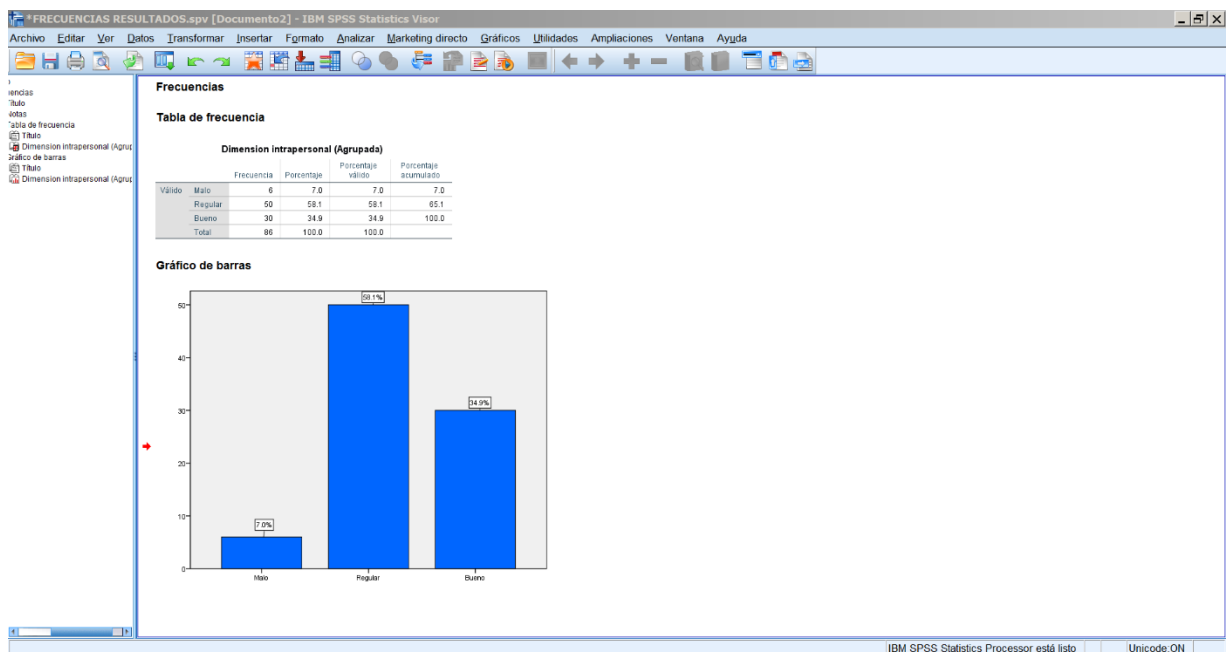 *FRECUENCIAS RESULTADOS.spv [Documento2] - IBM SPSS Statistics Visor
Archivo Editar Ver Datos Transformar Insertar Formato Analizar Marketing directo Gráficos Utilidades Ampliaciones Ventana Ayuda
encias
Título
Notas
Tabla de frecuencia
Título
Dimension intrapersonal (Agrup
Gráfico de barras
Título
Dimension intrapersonal (Agrup
Frecuencias
Tabla de frecuencia
Dimension intrapersonal (Agrupada)
Frecuencia Porcentaje Porcentaje válido Porcentaje acumulado
Válido Malo 6 7.0 7.0 7.0
Regular 50 58.1 58.1 65.1
Bueno 30 34.9 34.9 100.0
Total 86 100.0 100.0
Gráfico de barras
50
40
30
20
10
0
58.1%
34.9%
7.0%
Malo Regular Bueno
IBM SPSS Statistics Processor está listo Unicode:ON